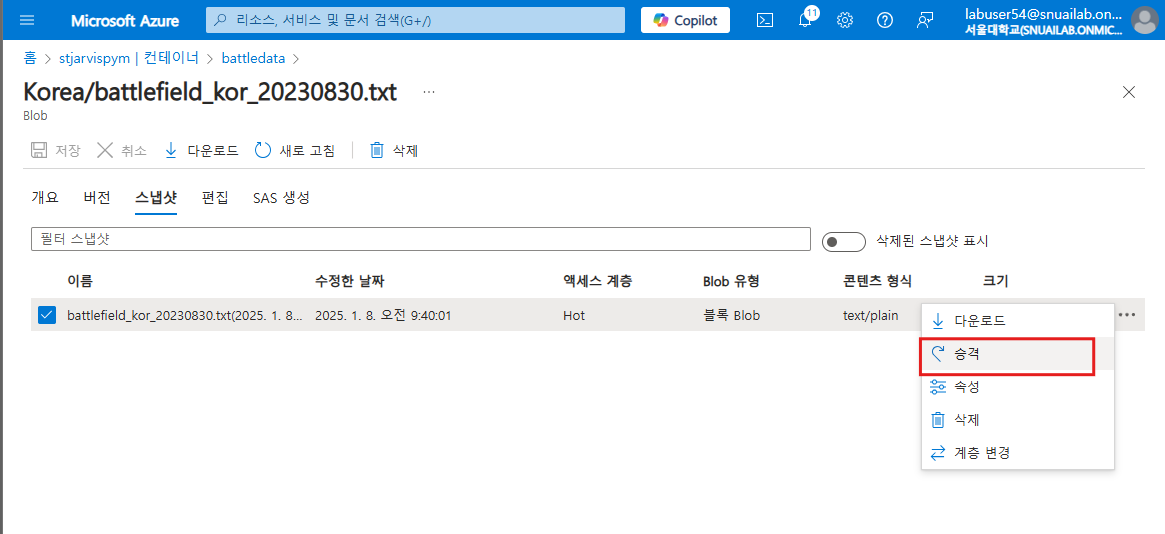 Microsoft Azure
리소스, 서비스 및 문서 검색(G+/)
Copilot
11
labuser54@snuailab.on...
서울대학교(SNUAILAB.ONMIC...
홈 > stjarvispym | 컨테이너 > battledata >
Korea/battlefield_kor_20230830.txt ...
Blob
저장 취소 다운로드 새로 고침 삭제
개요 버전 스냅샷 편집 SAS 생성
필터 스냅샷
삭제된 스냅샷 표시
이름 수정한 날짜 액세스 계층 Blob 유형 콘텐츠 형식 크기
battlefield_kor_20230830.txt(2025. 1. 8... 2025. 1. 8. 오전 9:40:01 Hot 블록 Blob text/plain
다운로드
승격
속성
삭제
계층 변경